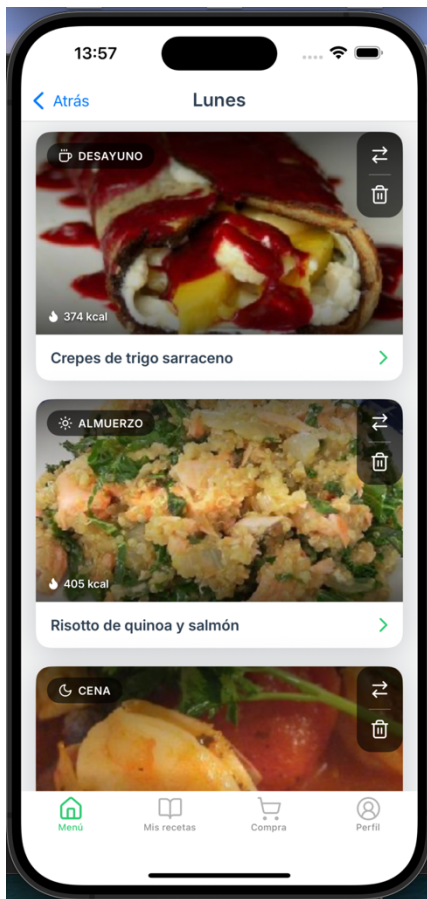 13:57
Atrás
Lunes
DESAYUNO
374 kcal
Crepes de trigo sarraceno
ALMUERZO
405 kcal
Risotto de quinoa y salmón
CENA
Menú
Mis recetas
Compra
Perfil